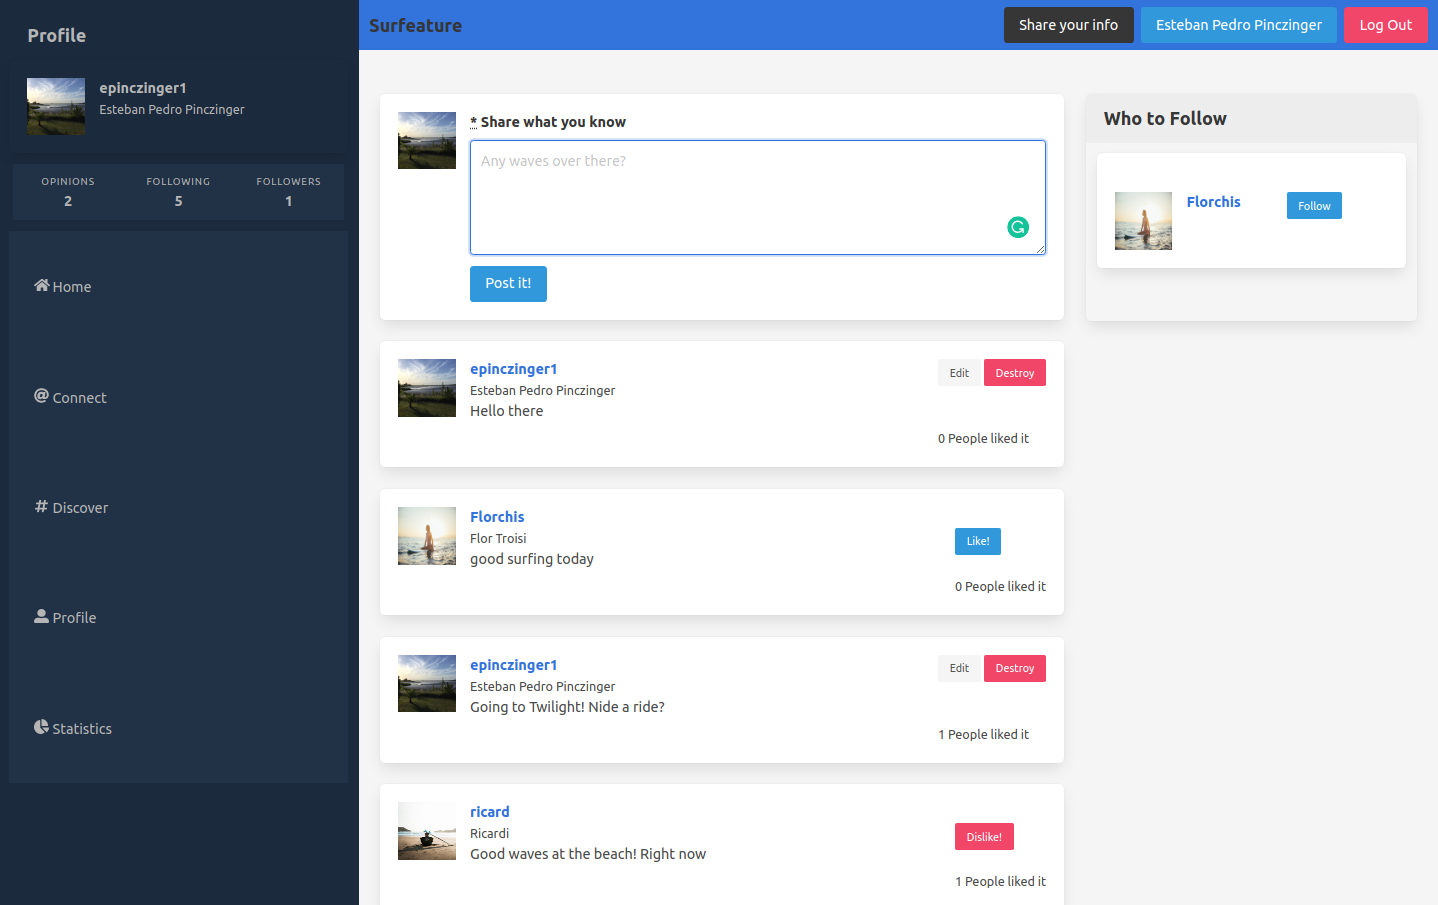 Profile
epinczinger1
Esteban Pedro Pinczinger
OPINIONS FOLLOWING FOLLOWERS
2 5 1
Home
Connect
Discover
Profile
Statistics
Surfeature
Share your info
Esteban Pedro Pinczinger
Log Out
* Share what you know
Any waves over there?
Post it!
epinczinger1
Esteban Pedro Pinczinger
Hello there
Edit Destroy
0 People liked it
Florchis
Flor Troisi
good surfing today
Like!
0 People liked it
epinczinger1
Esteban Pedro Pinczinger
Going to Twilight! Nide a ride?
Edit Destroy
1 People liked it
ricard
Ricardi
Good waves at the beach! Right now
Dislike!
1 People liked it
Who to Follow
Florchis
Follow